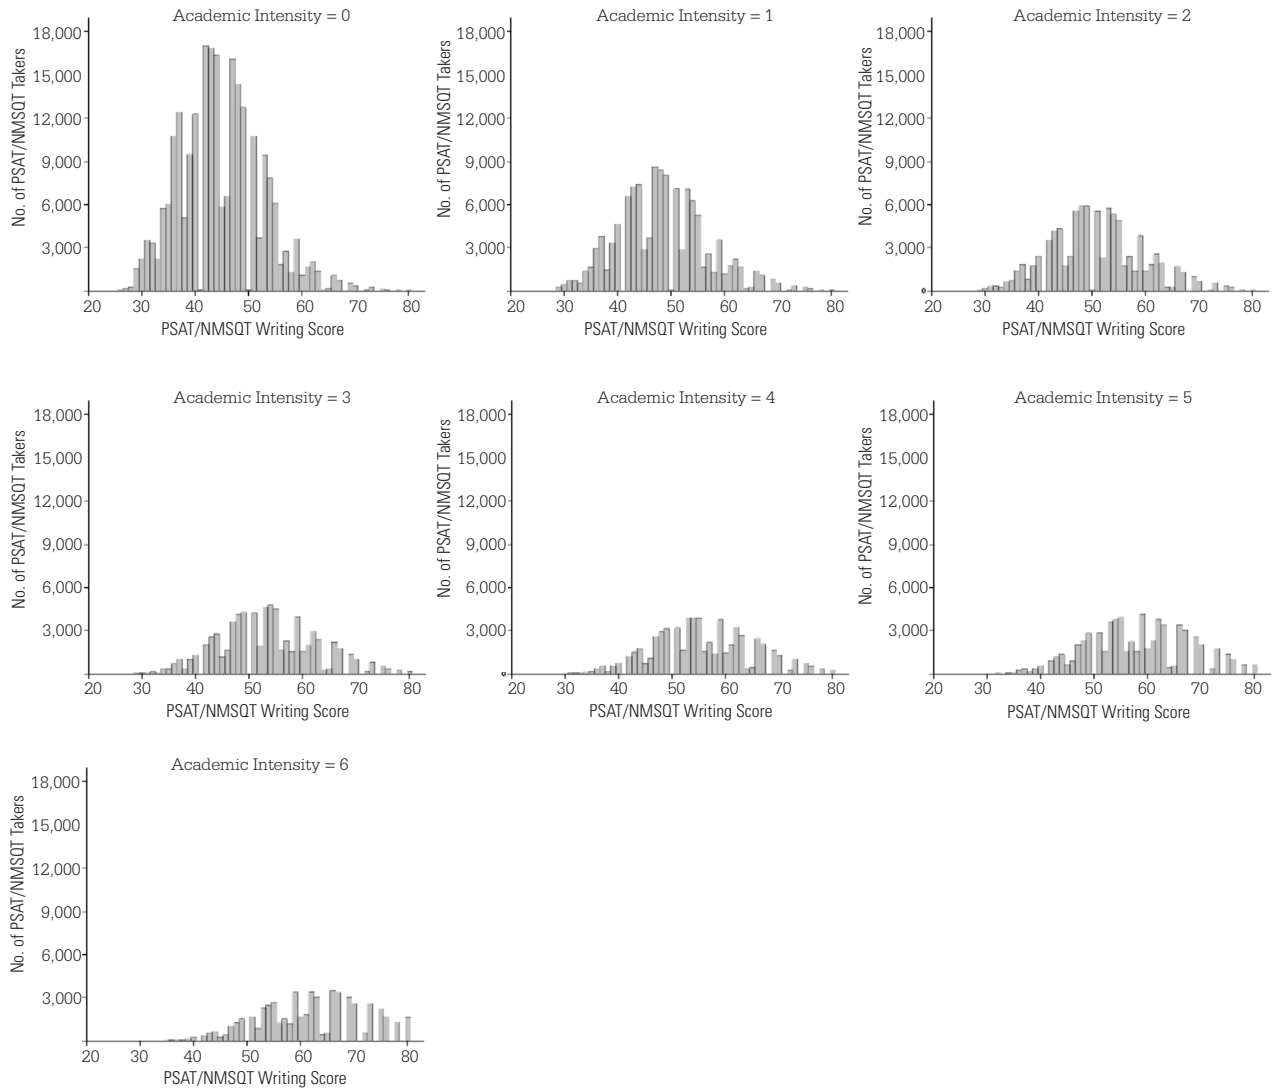 Academic Intensity = 0
No. of PSAT/NMSQT Takers
18,000
15,000
12,000
9,000
6,000
3,000
20 30 40 50 60 70 80
PSAT/NMSQT Writing Score
Academic Intensity = 1
No. of PSAT/NMSQT Takers
18,000
15,000
12,000
9,000
6,000
3,000
20 30 40 50 60 70 80
PSAT/NMSQT Writing Score
Academic Intensity = 2
No. of PSAT/NMSQT Takers
18,000
15,000
12,000
9,000
6,000
3,000
0
20 30 40 50 60 70 80
PSAT/NMSQT Writing Score
Academic Intensity = 3
No. of PSAT/NMSQT Takers
18,000
15,000
12,000
9,000
6,000
3,000
20 30 40 50 60 70 80
PSAT/NMSQT Writing Score
Academic Intensity = 4
No. of PSAT/NMSQT Takers
18,000
15,000
12,000
9,000
6,000
3,000
0
20 30 40 50 60 70 80
PSAT/NMSQT Writing Score
Academic Intensity = 5
No. of PSAT/NMSQT Takers
18,000
15,000
12,000
9,000
6,000
3,000
20 30 40 50 60 70 80
PSAT/NMSQT Writing Score
Academic Intensity = 6
No. of PSAT/NMSQT Takers
18,000
15,000
12,000
9,000
6,000
3,000
20 30 40 50 60 70 80
PSAT/NMSQT Writing Score